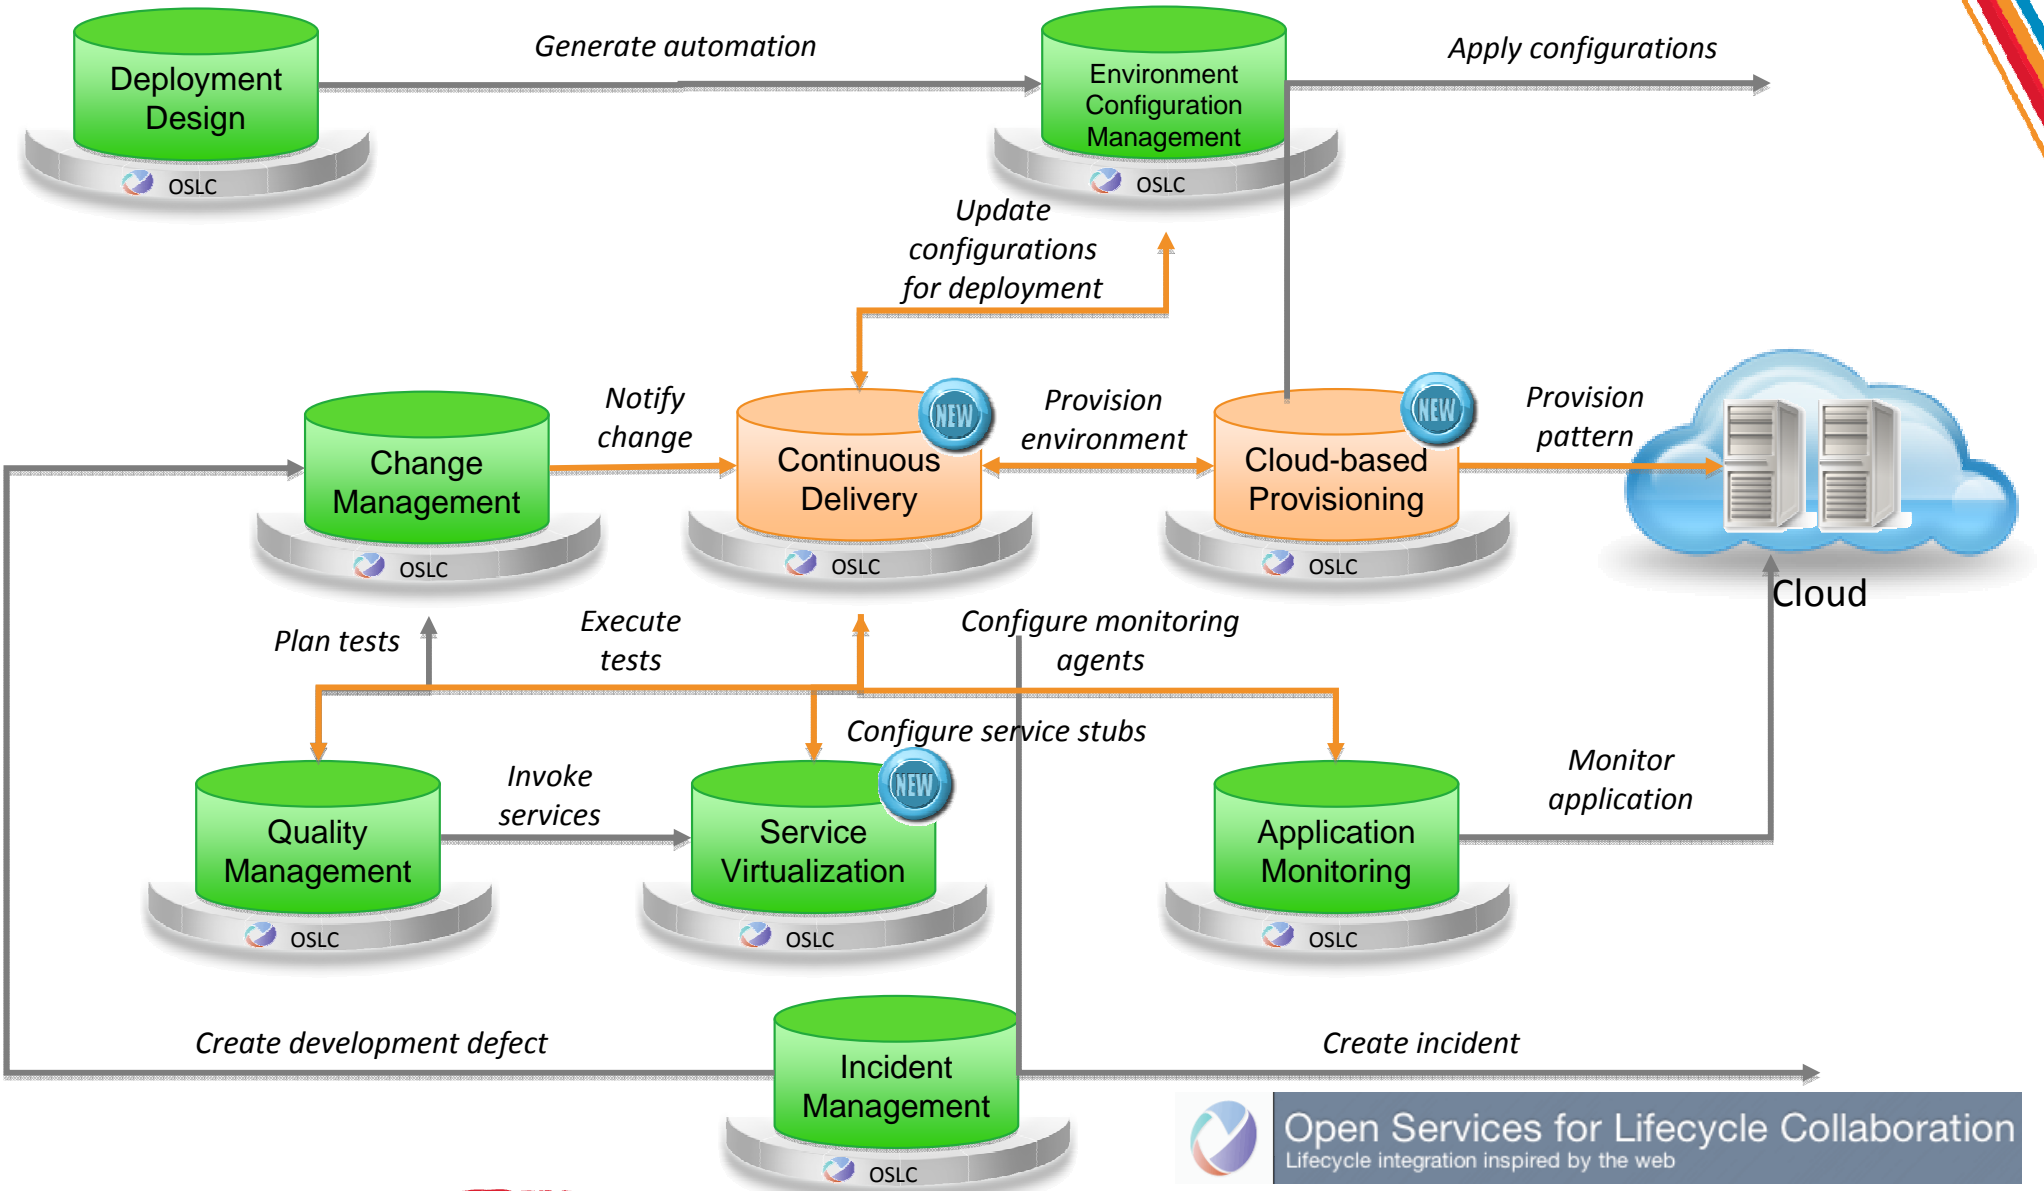 Generate automation
Apply configurations
Deployment
Design
OSLC
Environment
Configuration
Management
OSLC
Update
configurations
for deployment
Change
Management
OSLC
Notify
change
NEW
Continuous
Delivery
OSLC
Provision
environment
NEW
Cloud-based
Provisioning
OSLC
Provision
pattern
Cloud
Plan tests
Execute
tests
Configure monitoring
agents
Configure service stubs
Quality
Management
OSLC
Invoke
services
NEW
Service
Virtualization
OSLC
Application
Monitoring
OSLC
Monitor
application
Create development defect
Incident
Management
OSLC
Create incident
Open Services for Lifecycle Collaboration
Lifecycle integration inspired by the web